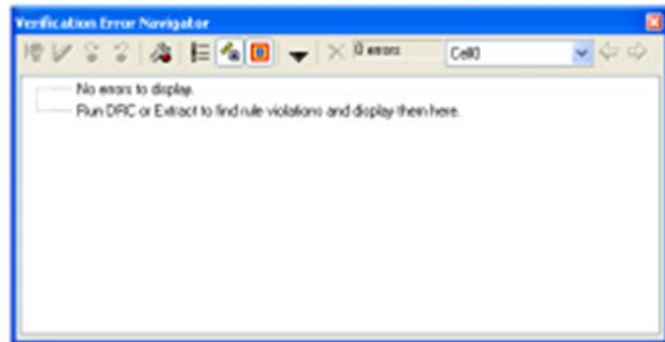 Verification Error Navigator
0 errors
Cell0
No errors to display.
Run DRC or Extract to find rule violations and display them here.